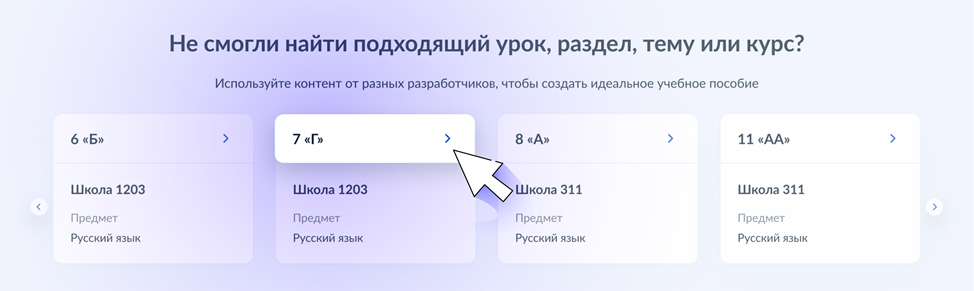 Не смогли найти подходящий урок, раздел, тему или курс?
Используйте контент от разных разработчиков, чтобы создать идеальное учебное пособие
6 «Б»
Школа 1203
Предмет
Русский язык
7 «Г»
Школа 1203
Предмет
Русский язык
8 «А»
Школа 311
Предмет
Русский язык
11 «АА»
Школа 311
Предмет
Русский язык